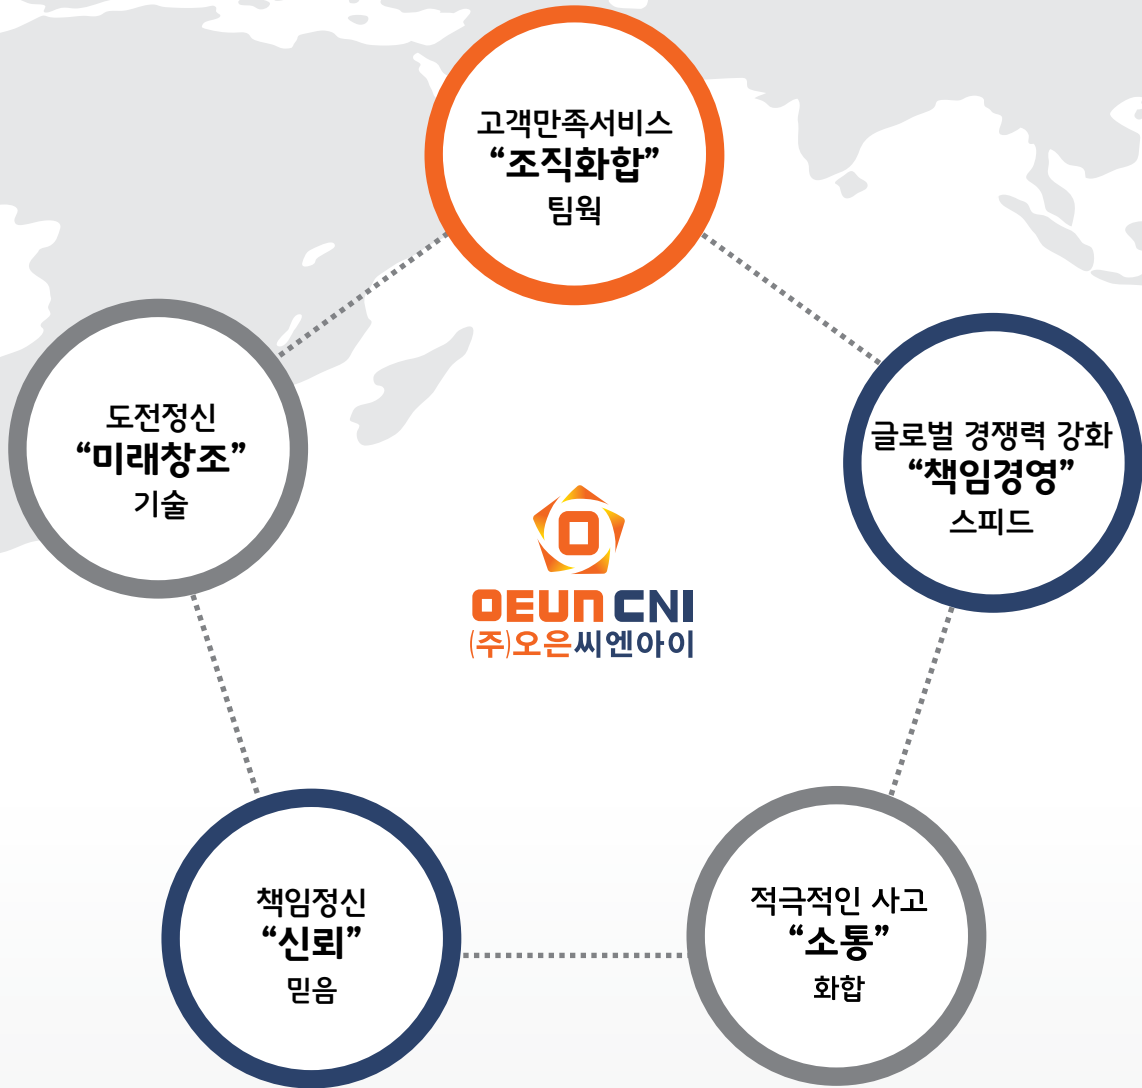 고객만족서비스
“조직화합”
팀웍
도전정신
“미래창조”
기술
글로벌 경쟁력 강화
“책임경영”
스피드
OEUN CNI
(주)오은씨엔아이
책임정신
“신뢰”
믿음
적극적인 사고
“소통”
화합